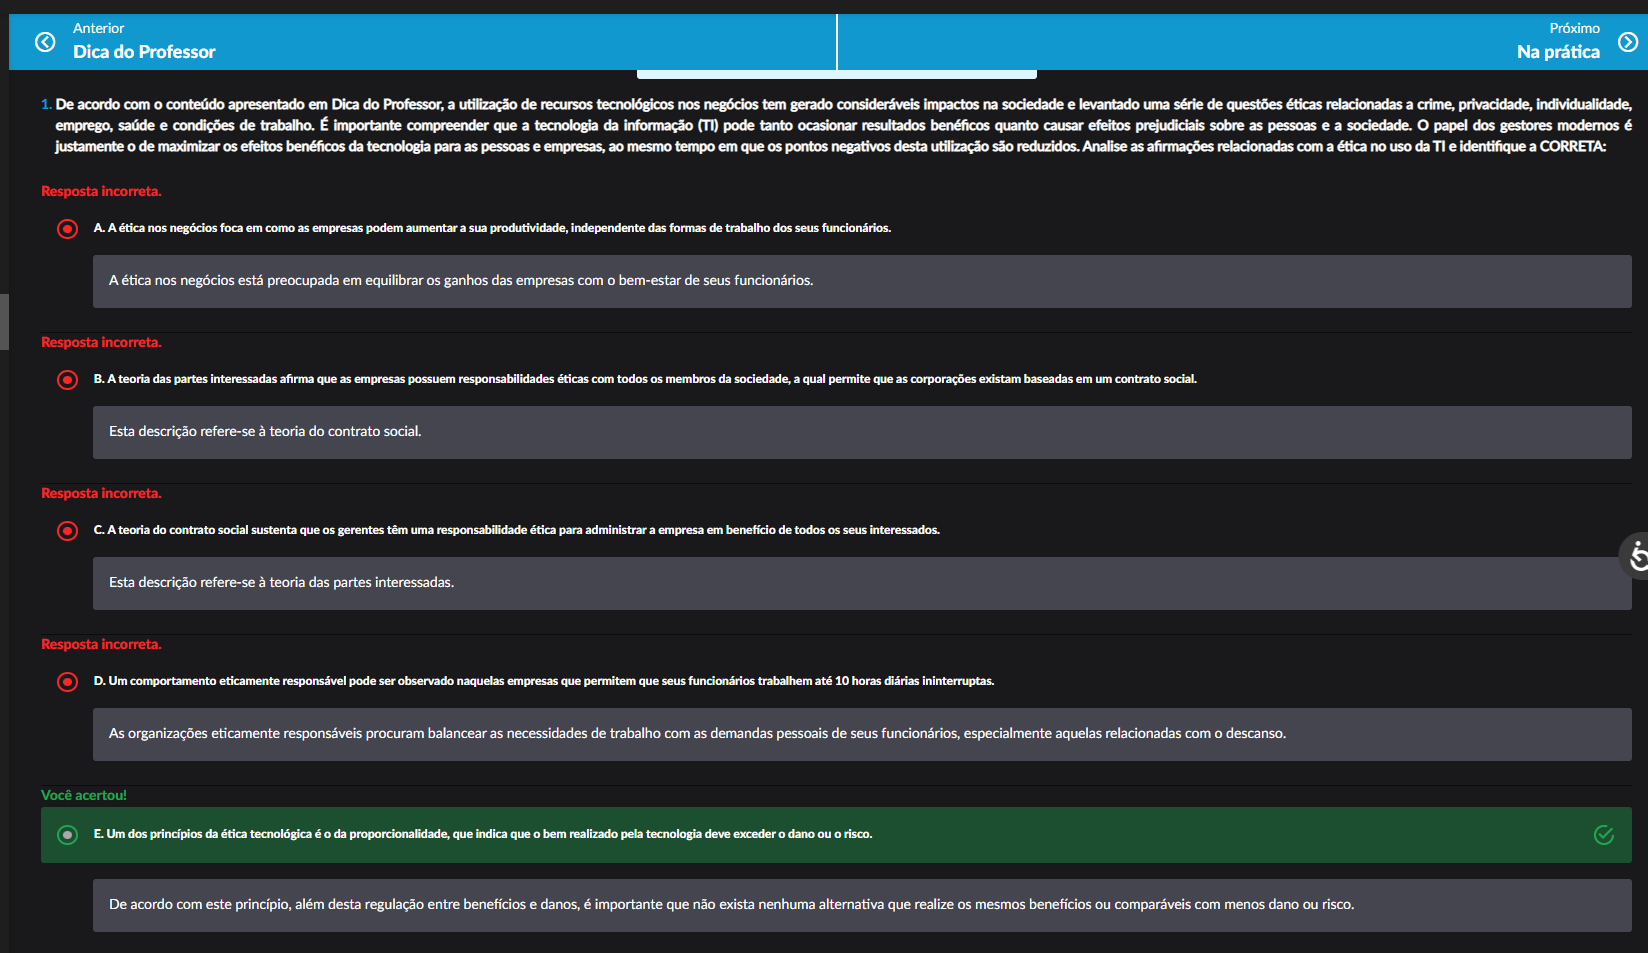 Anterior
Dica do Professor
Próximo
Na prática
1. De acordo com o conteúdo apresentado em Dica do Professor, a utilização de recursos tecnológicos nos negócios tem gerado consideráveis impactos na sociedade e levantado uma série de questões éticas relacionadas a crime, privacidade, individualidade,
emprego, saúde e condições de trabalho. É importante compreender que a tecnologia da informação (TI) pode tanto ocasionar resultados benéficos quanto causar efeitos prejudiciais sobre as pessoas e a sociedade. O papel dos gestores modernos é
justamente o de maximizar os efeitos benéficos da tecnologia para as pessoas e empresas, ao mesmo tempo em que os pontos negativos desta utilização são reduzidos. Analise as afirmações relacionadas com a ética no uso da TI e identifique a CORRETA:
Resposta incorreta.
A. A ética nos negócios foca em como as empresas podem aumentar a sua produtividade, independente das formas de trabalho dos seus funcionários.
A ética nos negócios está preocupada em equilibrar os ganhos das empresas com o bem-estar de seus funcionários.
Resposta incorreta.
B. A teoria das partes interessadas afirma que as empresas possuem responsabilidades éticas com todos os membros da sociedade, a qual permite que as corporações existam baseadas em um contrato social.
Esta descrição refere-se à teoria do contrato social.
Resposta incorreta.
C. A teoria do contrato social sustenta que os gerentes têm uma responsabilidade ética para administrar a empresa em benefício de todos os seus interessados.
Esta descrição refere-se à teoria das partes interessadas.
Resposta incorreta.
D. Um comportamento eticamente responsável pode ser observado naquelas empresas que permitem que seus funcionários trabalhem até 10 horas diárias ininterruptas.
As organizações eticamente responsáveis procuram balancear as necessidades de trabalho com as demandas pessoais de seus funcionários, especialmente aquelas relacionadas com o descanso.
Você acertou!
E. Um dos princípios da ética tecnológica é o da proporcionalidade, que indica que o bem realizado pela tecnologia deve exceder o dano ou o risco.
De acordo com este princípio, além desta regulação entre benefícios e danos, é importante que não exista nenhuma alternativa que realize os mesmos benefícios ou comparáveis com menos dano ou risco.